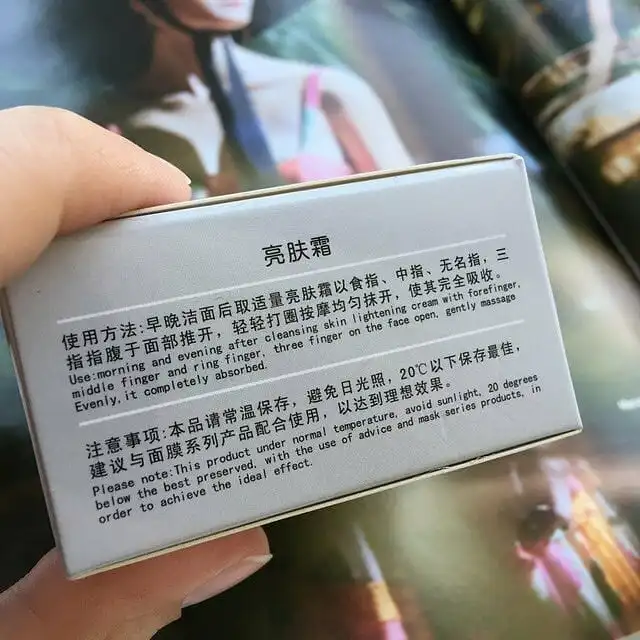 亮肤霜
使用方法:早晚洁面后取适量亮肤霜以食指、中指、无名指,三
指指腹于面部推开,轻轻打圈按摩均匀抹开,使其完全吸收。
Use:morning and evening after cleansing skin lightening cream with forefinger,
middle finger and ring finger, three finger on the face open, gently massage
Evenly,it completely absorbed.
注意事项:本品请常温保存,避免日光照,20℃以下保存最佳,
建议与面膜系列产品配合使用,以达到理想效果。
Please note:This product under normal temperature, avoid sunlight, 20 degrees
below the best preserved. with the use of advice and mask series products, in
order to achieve the ideal effect.